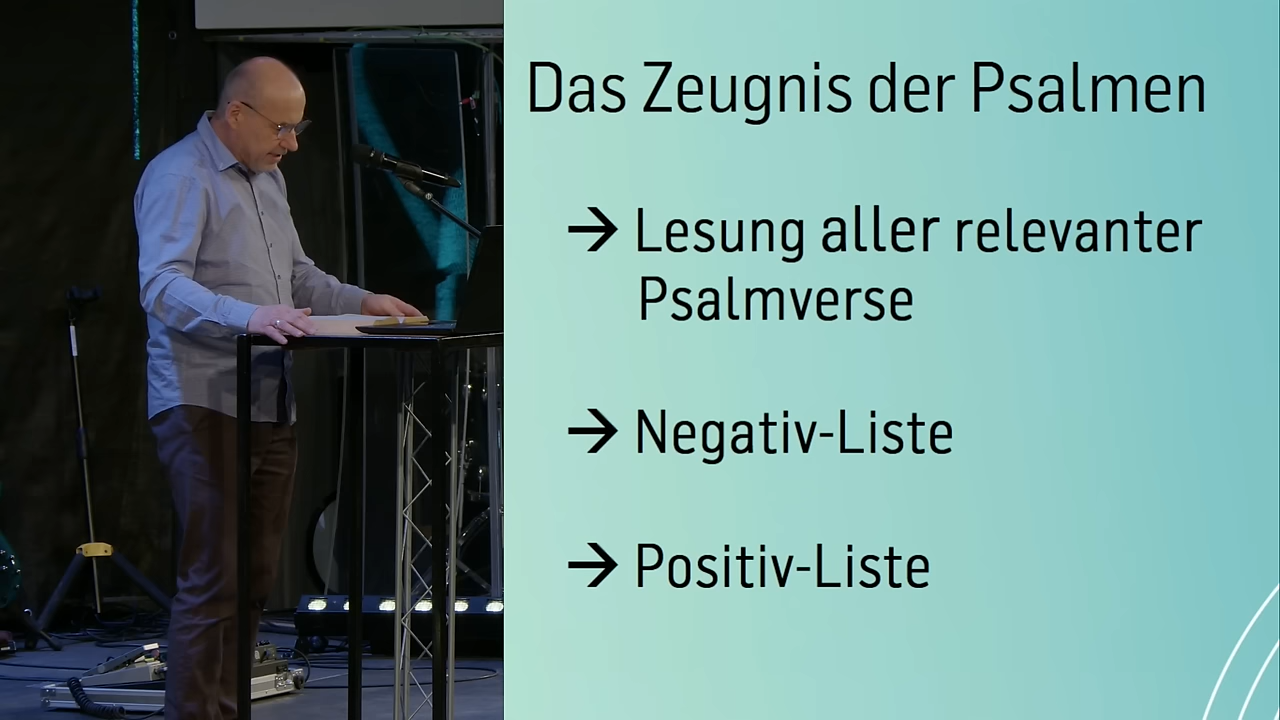 Das Zeugnis der Psalmen
→ Lesung aller relevanter
Psalmverse
→ Negativ-Liste
→ Positiv-Liste